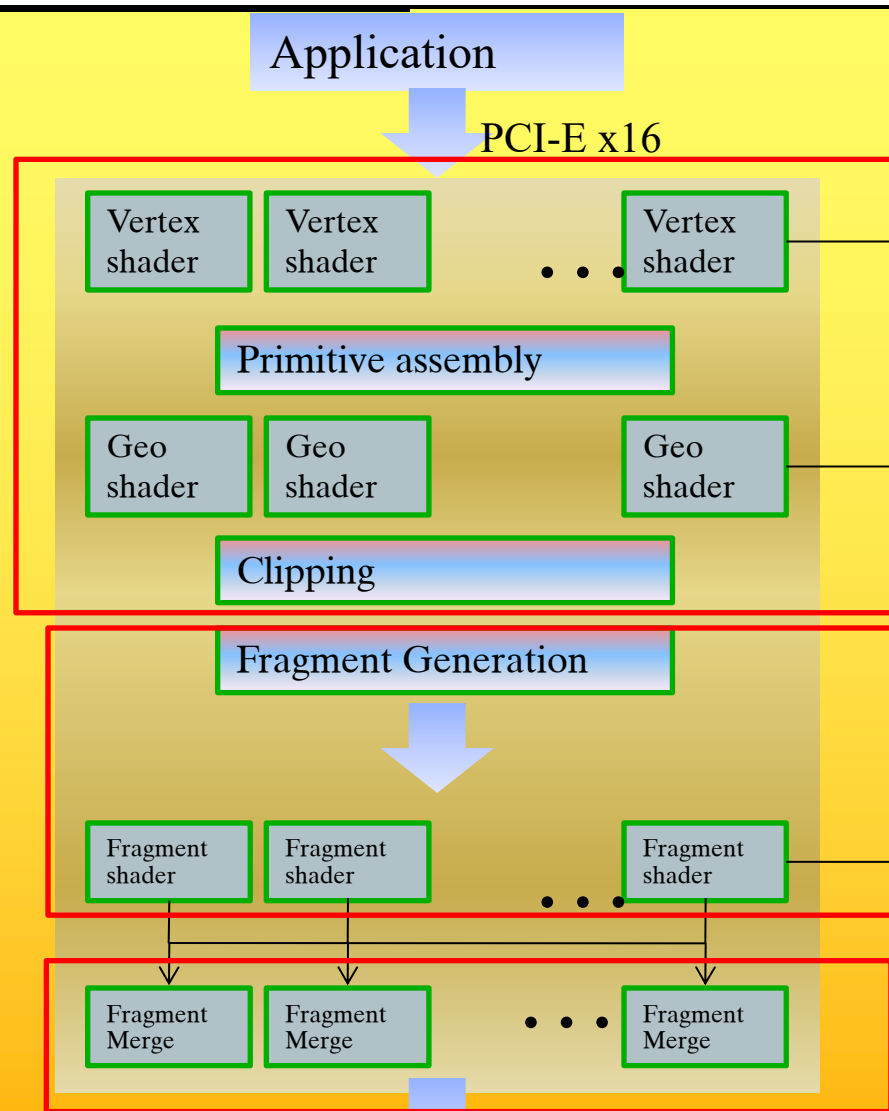 Application
PCI-E x16
Vertex shader
Vertex shader
. . .
Vertex shader
Primitive assembly
Geo shader
Geo shader
Geo shader
Clipping
Fragment Generation
Fragment shader
Fragment shader
. . .
Fragment shader
Fragment Merge
Fragment Merge
. . .
Fragment Merge